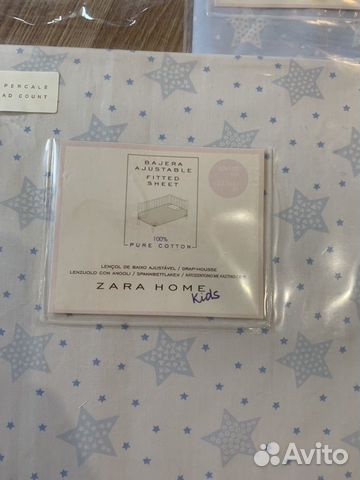 PERCALE
AD COUNT
BAJERA
AJUSTABLE
FITTED
SHEET
100%
PURE COTTON
LENÇOL DE BAIXO AJUSTÁVEL / DRAP-HOUSSE
LENZUOLO CON ANGOLI / SPANNBETTLAKEN /
ZARA HOME
Kids
Avito